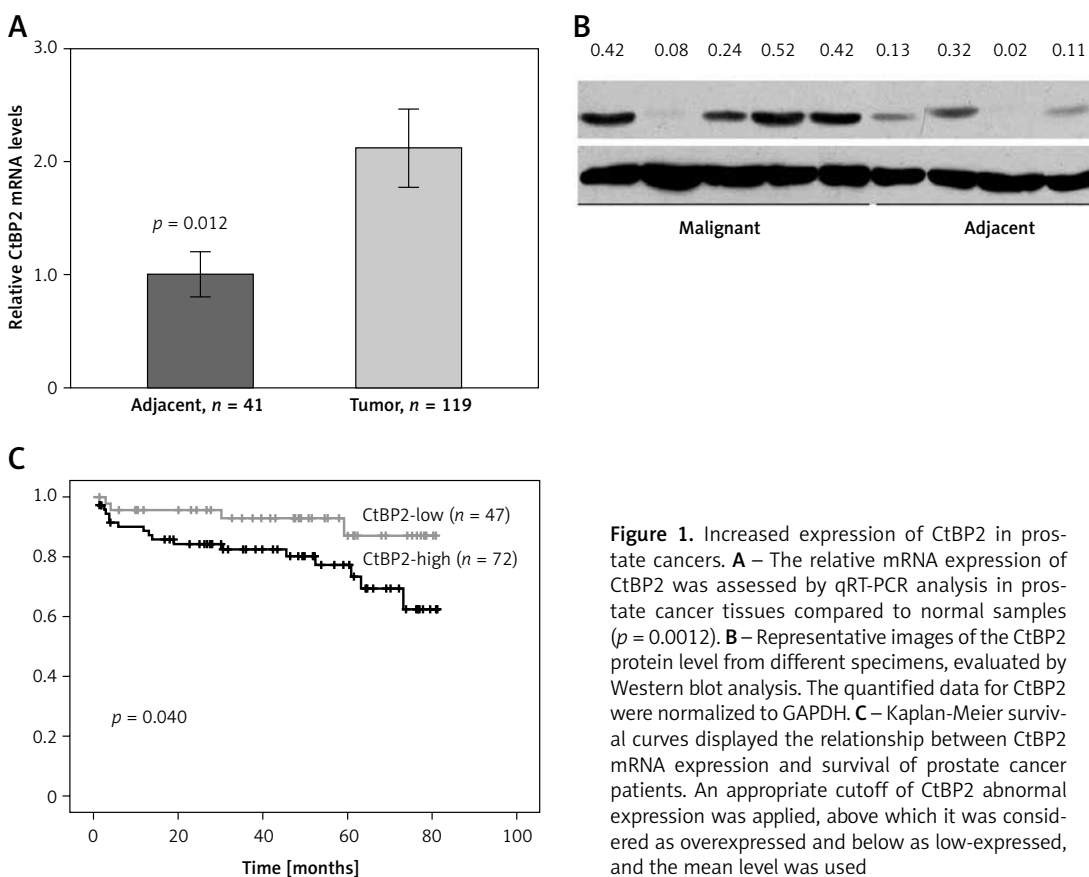 A
3.0
2.0
1.0
0
Relative CtBP2 mRNA levels
p = 0.012
Adjacent, n = 41 Tumor, n = 119
B
0.42 0.08 0.24 0.52 0.42 0.13 0.32 0.02 0.11
Malignant Adjacent
C
1.0
0.8
0.6
0.4
0.2
0
CtBP2-low (n = 47)
CtBP2-high (n = 72)
p = 0.040
0 20 40 60 80 100
Time [months]
Figure 1. Increased expression of CtBP2 in pros-
tate cancers. A – The relative mRNA expression of
CtBP2 was assessed by qRT-PCR analysis in pros-
tate cancer tissues compared to normal samples
(p = 0.0012). B – Representative images of the CtBP2
protein level from different specimens, evaluated by
Western blot analysis. The quantified data for CtBP2
were normalized to GAPDH. C – Kaplan-Meier surviv-
al curves displayed the relationship between CtBP2
mRNA expression and survival of prostate cancer
patients. An appropriate cutoff of CtBP2 abnormal
expression was applied, above which it was consid-
ered as overexpressed and below as low-expressed,
and the mean level was used